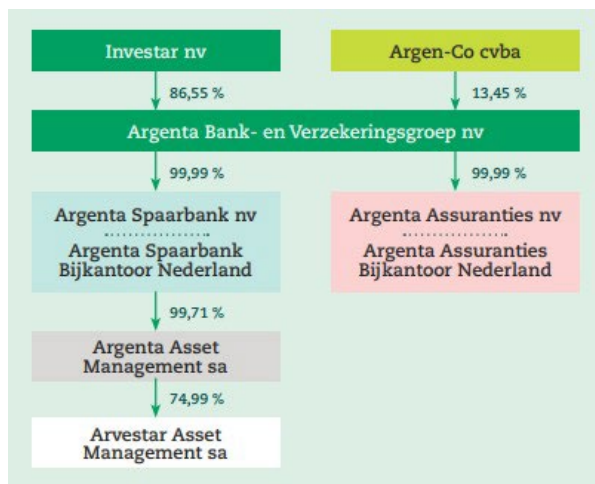 Investar nv
Argen-Co cvba
86,55 %
13,45 %
Argenta Bank- en Verzekeringsgroep nv
99,99 %
99,99 %
Argenta Spaarbank nv
Argenta Spaarbank
Bijkantoor Nederland
Argenta Assuranties nv
Argenta Assuranties
Bijkantoor Nederland
99,71 %
Argenta Asset
Management sa
74,99 %
Arvestar Asset
Management sa